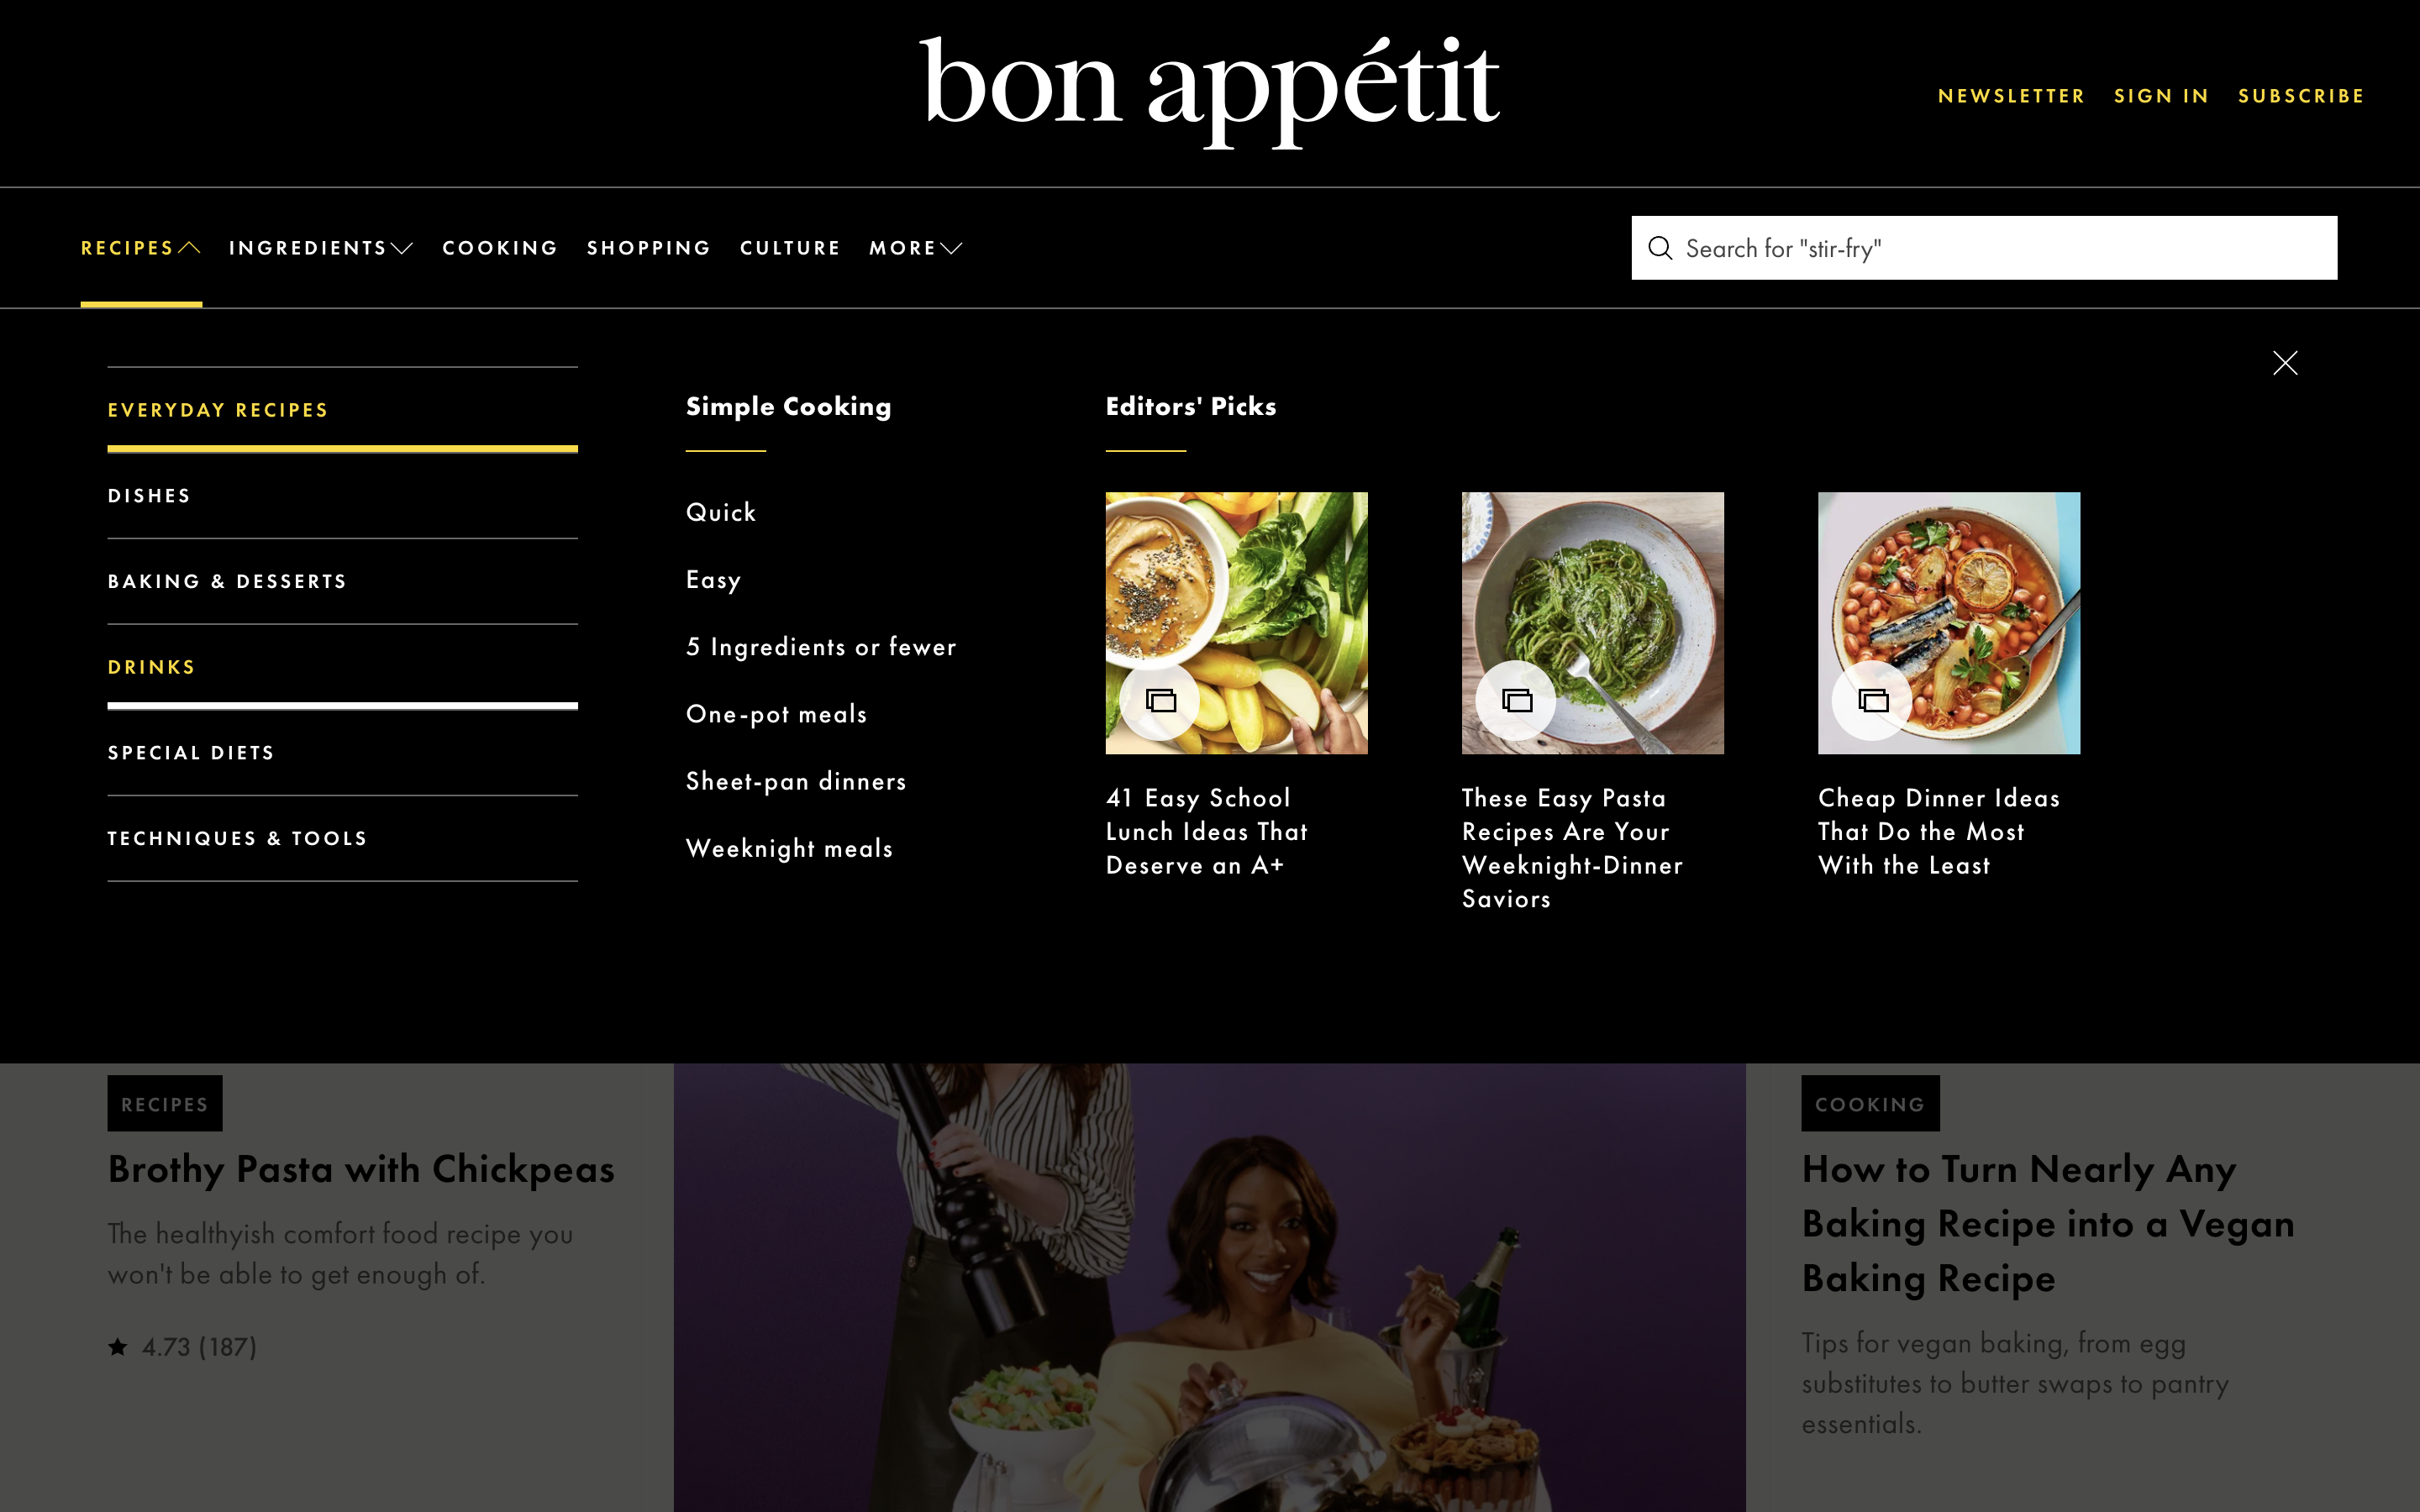 bon appétit
NEWSLETTER SIGN IN SUBSCRIBE
RECIPES INGREDIENTS COOKING SHOPPING CULTURE MORE
Search for "stir-fry"
EVERYDAY RECIPES
DISHES
BAKING & DESSERTS
DRINKS
SPECIAL DIETS
TECHNIQUES & TOOLS
Simple Cooking
Quick
Easy
5 Ingredients or fewer
One-pot meals
Sheet-pan dinners
Weeknight meals
Editors' Picks
41 Easy School
Lunch Ideas That
Deserve an A+
These Easy Pasta
Recipes Are Your
Weeknight-Dinner
Saviors
Cheap Dinner Ideas
That Do the Most
With the Least
RECIPES
Brothy Pasta with Chickpeas
The healthyish comfort food recipe you
won't be able to get enough of.
4.73 (187)
COOKING
How to Turn Nearly Any
Baking Recipe into a Vegan
Baking Recipe
Tips for vegan baking, from egg
substitutes to butter swaps to pantry
essentials.